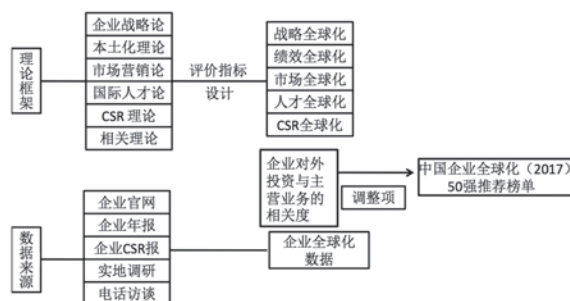 理论框架
企业战略论
本土化理论
市场营销论
国际人才论
CSR 理论
相关理论
评价指标
设计
战略全球化
绩效全球化
市场全球化
人才全球化
CSR全球化
企业对外
投资与主
营业务的
相关度
调整项
中国企业全球化（2017）
50强推荐榜单
数据来源
企业官网
企业年报
企业CSR报
实地调研
电话访谈
企业全球化
数据